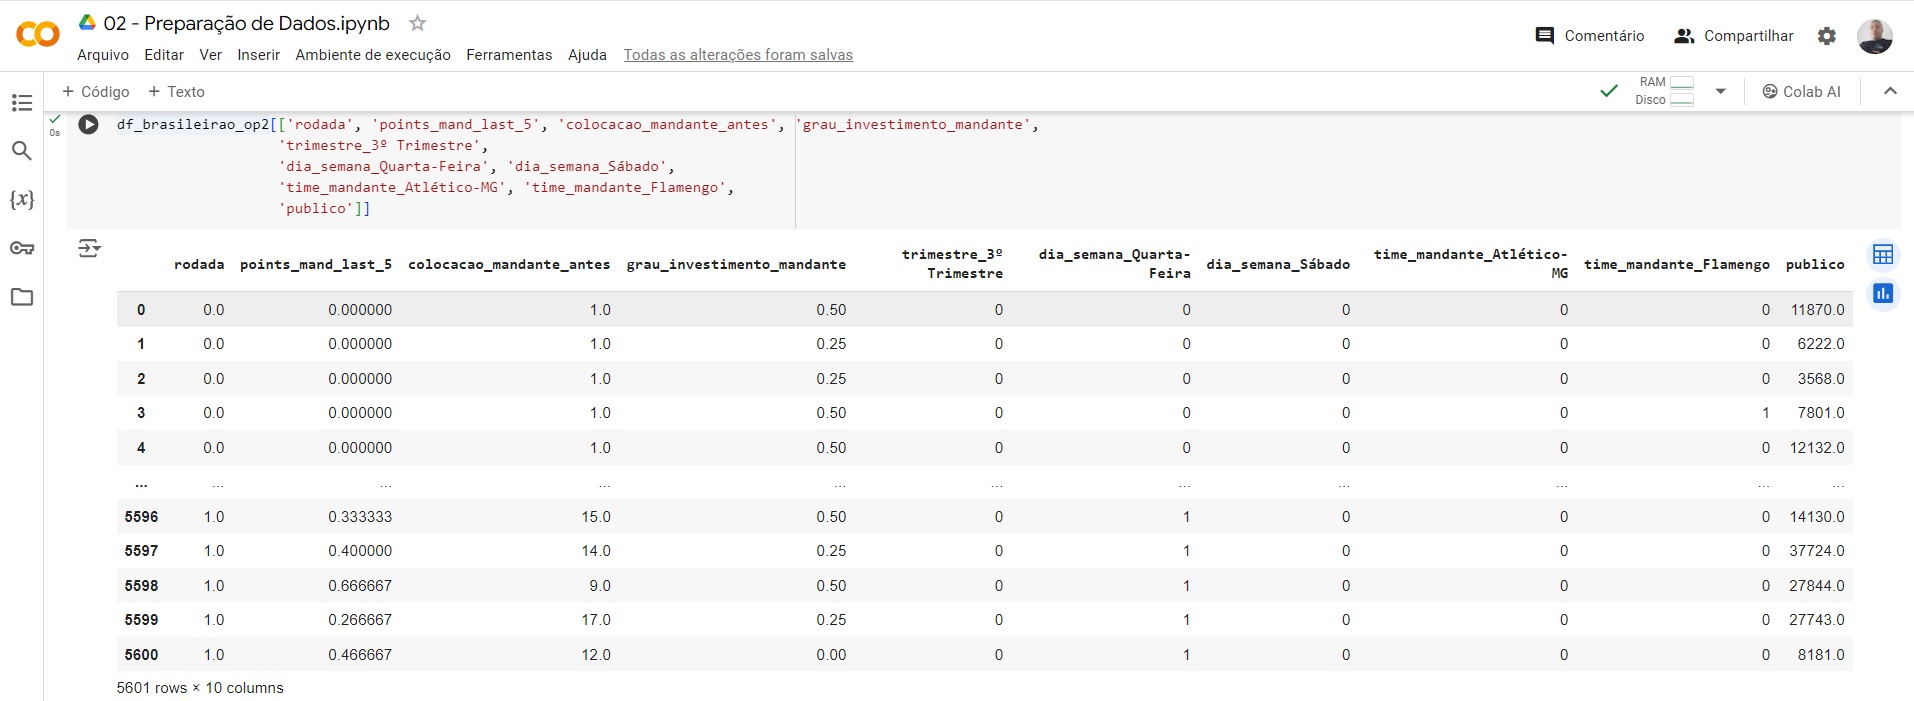 02 - Preparação de Dados.ipynb
Comentário Compartilhar
Arquivo Editar Ver Inserir Ambiente de execução Ferramentas Ajuda Todas as alterações foram salvas
+ Código + Texto
RAM
Disco
Colab AI
0s
df_brasileirao_op2[['rodada', 'points_mand_last_5', 'colocacao_mandante_antes', 'grau_investimento_mandante',
'trimestre_3º Trimestre',
'dia_semana_Quarta-Feira', 'dia_semana_Sábado',
'time_mandante_Atlético-MG', 'time_mandante_Flamengo',
'publico']]
{x}
rodada points_mand_last_5 colocacao_mandante_antes grau_investimento_mandante trimestre_3º Trimestre dia_semana_Quarta-Feira dia_semana_Sábado time_mandante_Atlético-MG time_mandante_Flamengo publico
0 0.0 0.000000 1.0 0.50 0 0 0 0 0 11870.0
1 0.0 0.000000 1.0 0.25 0 0 0 0 0 6222.0
2 0.0 0.000000 1.0 0.25 0 0 0 0 0 3568.0
3 0.0 0.000000 1.0 0.50 0 0 0 0 1 7801.0
4 0.0 0.000000 1.0 0.50 0 0 0 0 0 12132.0
... ... ... ... ... ... ... ... ... ... ...
5596 1.0 0.333333 15.0 0.50 0 1 0 0 0 14130.0
5597 1.0 0.400000 14.0 0.25 0 1 0 0 0 37724.0
5598 1.0 0.666667 9.0 0.50 0 1 0 0 0 27844.0
5599 1.0 0.266667 17.0 0.25 0 1 0 0 0 27743.0
5600 1.0 0.466667 12.0 0.00 0 1 0 0 0 8181.0
5601 rows × 10 columns